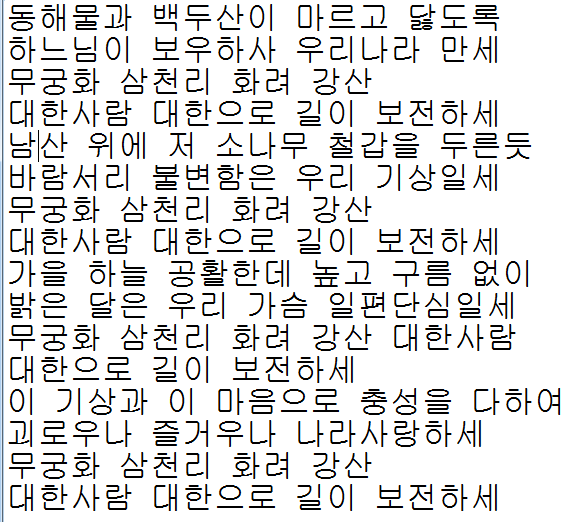 동해물과 백두산이 마르고 닳도록
하느님이 보우하사 우리나라 만세
무궁화 삼천리 화려 강산
대한사람 대한으로 길이 보전하세
남산 위에 저 소나무 철갑을 두른듯
바람서리 불변함은 우리 기상일세
무궁화 삼천리 화려 강산
대한사람 대한으로 길이 보전하세
가을 하늘 공활한데 높고 구름 없이
밝은 달은 우리 가슴 일편단심일세
무궁화 삼천리 화려 강산 대한사람
대한으로 길이 보전하세
이 기상과 이 마음으로 충성을 다하여
괴로우나 즐거우나 나라사랑하세
무궁화 삼천리 화려 강산
대한사람 대한으로 길이 보전하세